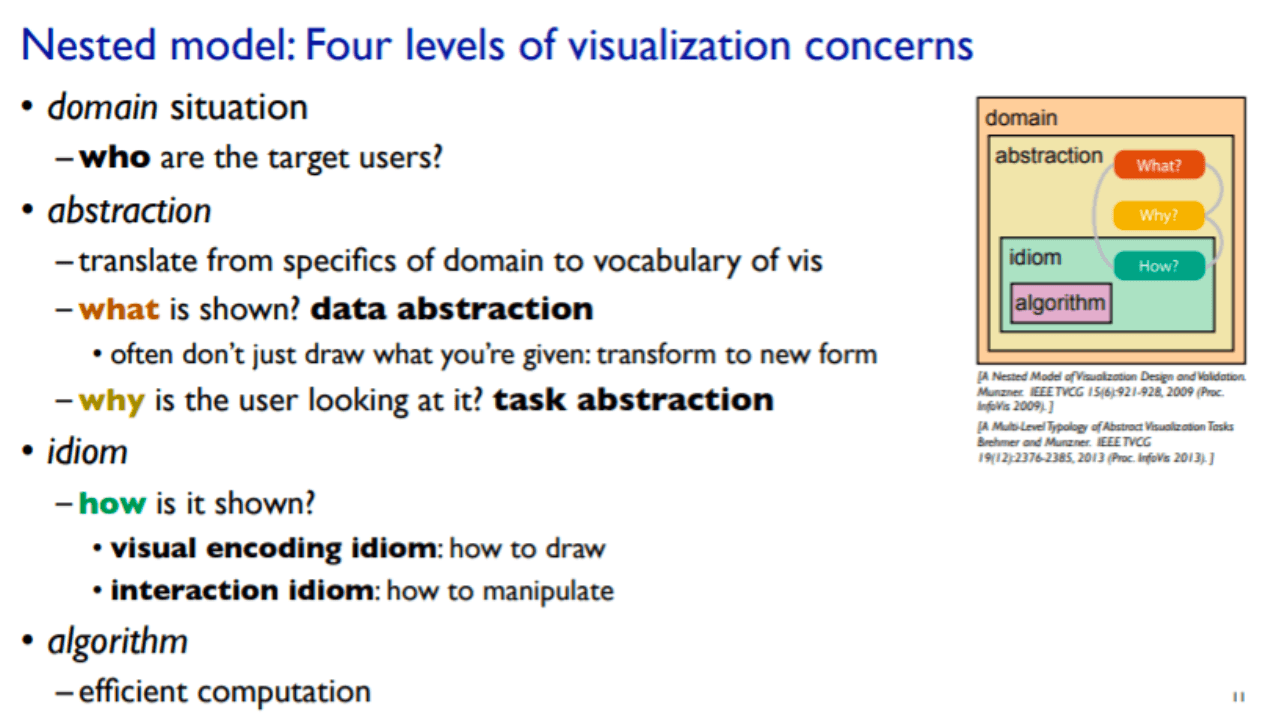 Nested model: Four levels of visualization concerns
• domain situation
– who are the target users?
• abstraction
– translate from specifics of domain to vocabulary of vis
– what is shown? data abstraction
• often don't just draw what you're given: transform to new form
– why is the user looking at it? task abstraction
• idiom
– how is it shown?
• visual encoding idiom: how to draw
• interaction idiom: how to manipulate
• algorithm
– efficient computation
domain
abstraction
What?
Why?
idiom
How?
algorithm
[A Nested Model of Visualization Design and Validation.
Munzner. IEEE TVCG 15(6):921-928, 2009 (Proc.
InfoVis 2009). ]
[A Multi-Level Typology of Abstract Visualization Tasks
Brehmer and Munzner. IEEE TVCG
19(12):2376-2385, 2013 (Proc. InfoVis 2013). ]
11